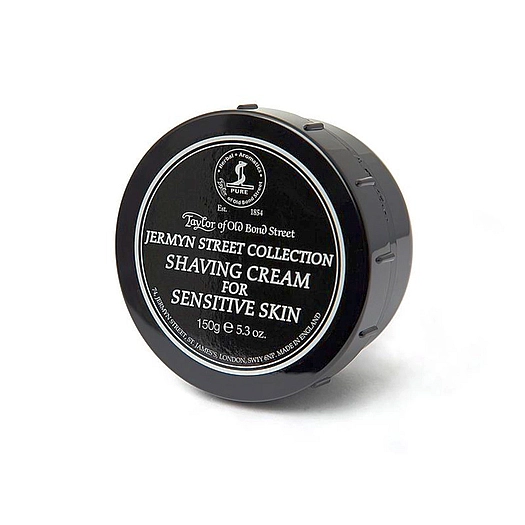 Herbal • Aromatics
PURE
Taylor of Old Bond Street
Est. 1854
Taylor of Old Bond Street
JERMYN STREET COLLECTION
SHAVING CREAM
FOR
SENSITIVE SKIN
150g ℮ 5.3 oz.
74, JERMYN STREET, ST. JAMES'S, LONDON, SW1Y 6NP. MADE IN ENGLAND